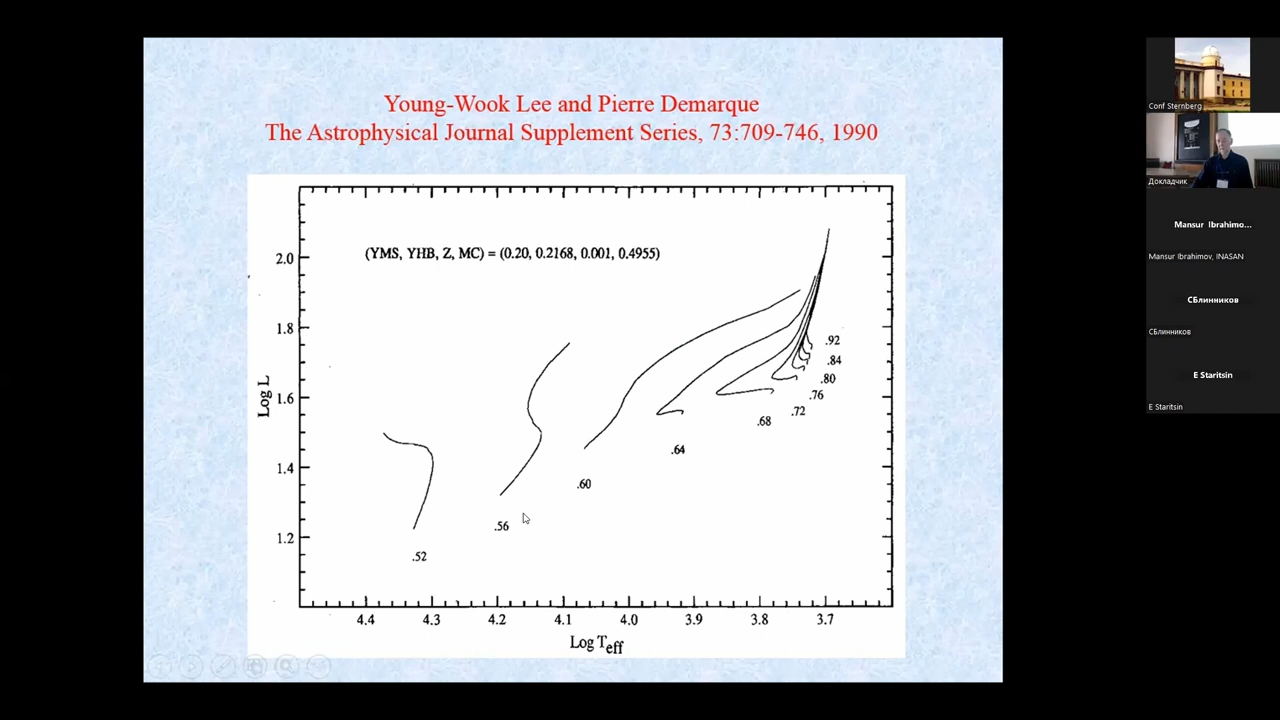 Young-Wook Lee and Pierre Demarque
The Astrophysical Journal Supplement Series, 73:709-746, 1990
(YMS, YHB, Z, MC) = (0.20, 0.2168, 0.001, 0.4955)
2.0
1.8
1.6
1.4
1.2
Log L
.92
.84
.80
.76
.72
.68
.64
.60
.56
.52
4.4 4.3 4.2 4.1 4.0 3.9 3.8 3.7
Log Teff
Conf Sternberg
Докладчик
Mansur Ibrahimo...
Mansur Ibrahimov, INASAN
СБлинников
СБлинников
E Staritsin
E Staritsin